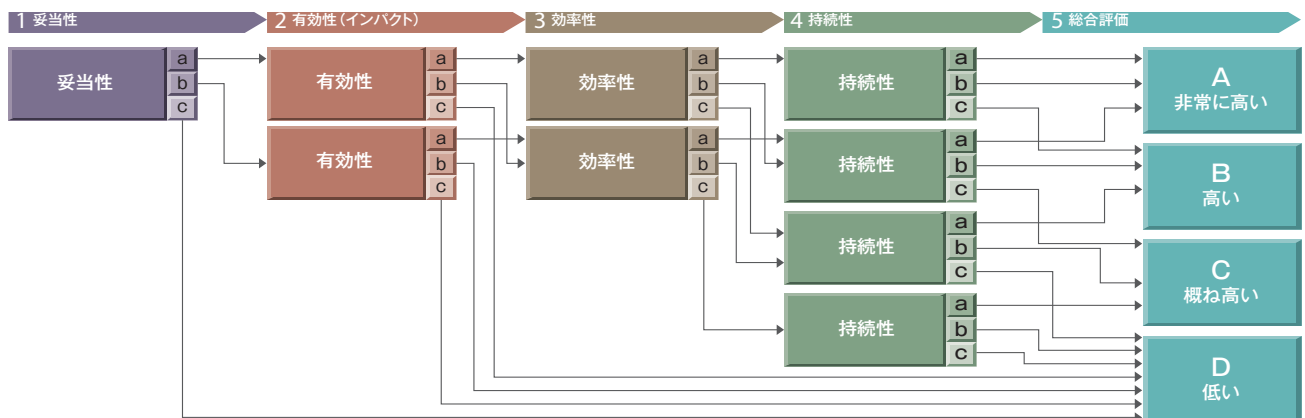 1 妥当性
2 有効性(インパクト)
3 効率性
4 持続性
5 総合評価
妥当性
a
b
c
有効性
a
b
c
有効性
a
b
c
効率性
a
b
c
効率性
a
b
c
持続性
a
b
c
持続性
a
b
c
持続性
a
b
c
持続性
a
b
c
A
非常に高い
B
高い
C
概ね高い
D
低い